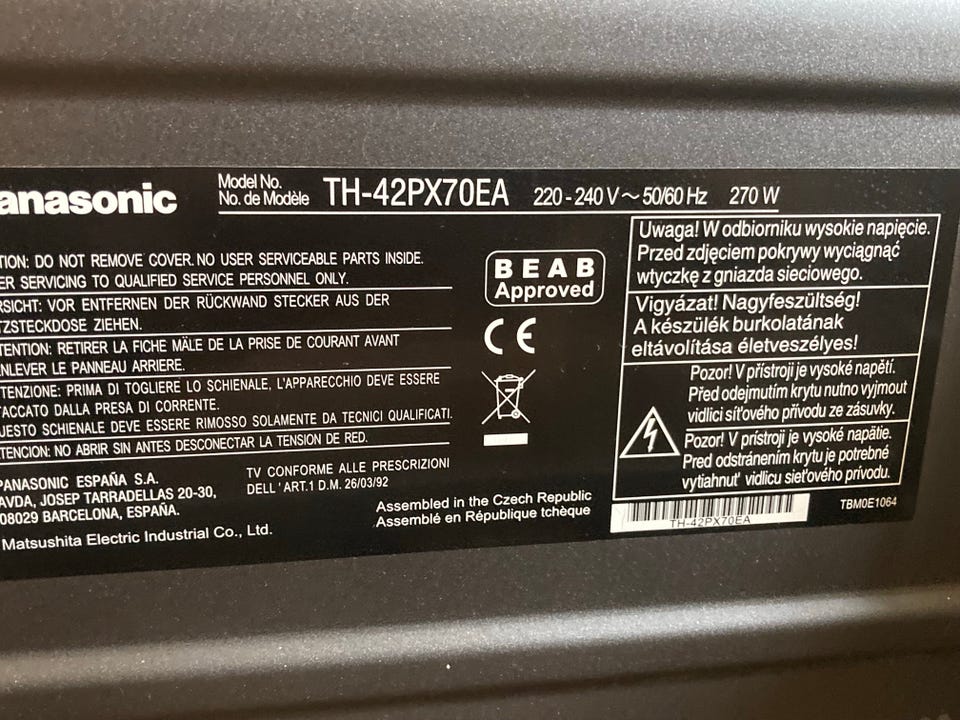 anasonic
Model No.
No. de Modèle
TH-42PX70EA 220 - 240 V ~ 50/60 Hz 270 W
TION: DO NOT REMOVE COVER. NO USER SERVICEABLE PARTS INSIDE.
ER SERVICING TO QUALIFIED SERVICE PERSONNEL ONLY.
RSICHT: VOR ENTFERNEN DER RÜCKWAND STECKER AUS DER
TZSTECKDOSE ZIEHEN.
TENTION: RETIRER LA FICHE MÂLE DE LA PRISE DE COURANT AVANT
NLEVER LE PANNEAU ARRIERE.
TTENZIONE: PRIMA DI TOGLIERE LO SCHIENALE, L'APPARECCHIO DEVE ESSERE
TACCATO DALLA PRESA DI CORRENTE.
UESTO SCHIENALE DEVE ESSERE RIMOSSO SOLAMENTE DA TECNICI QUALIFICATI.
TENCION: NO ABRIR SIN ANTES DESCONECTAR LA TENSION DE RED.
PANASONIC ESPAÑA S.A.
AVDA, JOSEP TARRADELLAS 20-30,
08029 BARCELONA, ESPAÑA.
TV CONFORME ALLE PRESCRIZIONI
DELL' ART.1 D.M. 26/03/92
Matsushita Electric Industrial Co., Ltd.
Assembled in the Czech Republic
Assemblé en République tchèque
BEAB
Approved
CE
Uwaga! W odbiorniku wysokie napięcie.
Przed zdjęciem pokrywy wyciągnąć
wtyczkę z gniazda sieciowego.
Vigyázat! Nagyfeszültség!
A készülék burkolatának
eltávolítása életveszélyes!
Pozor! V přístroji je vysoké napětí.
Před odejmutím krytu nutno vyjmout
vidlici síťového přívodu ze zásuvky.
Pozor! V prístroji je vysoké napätie.
Pred odstránením krytu je potrebné
vytiahnuť vidlicu sieťového prívodu.
TH-42PX70EA
TBM0E1064